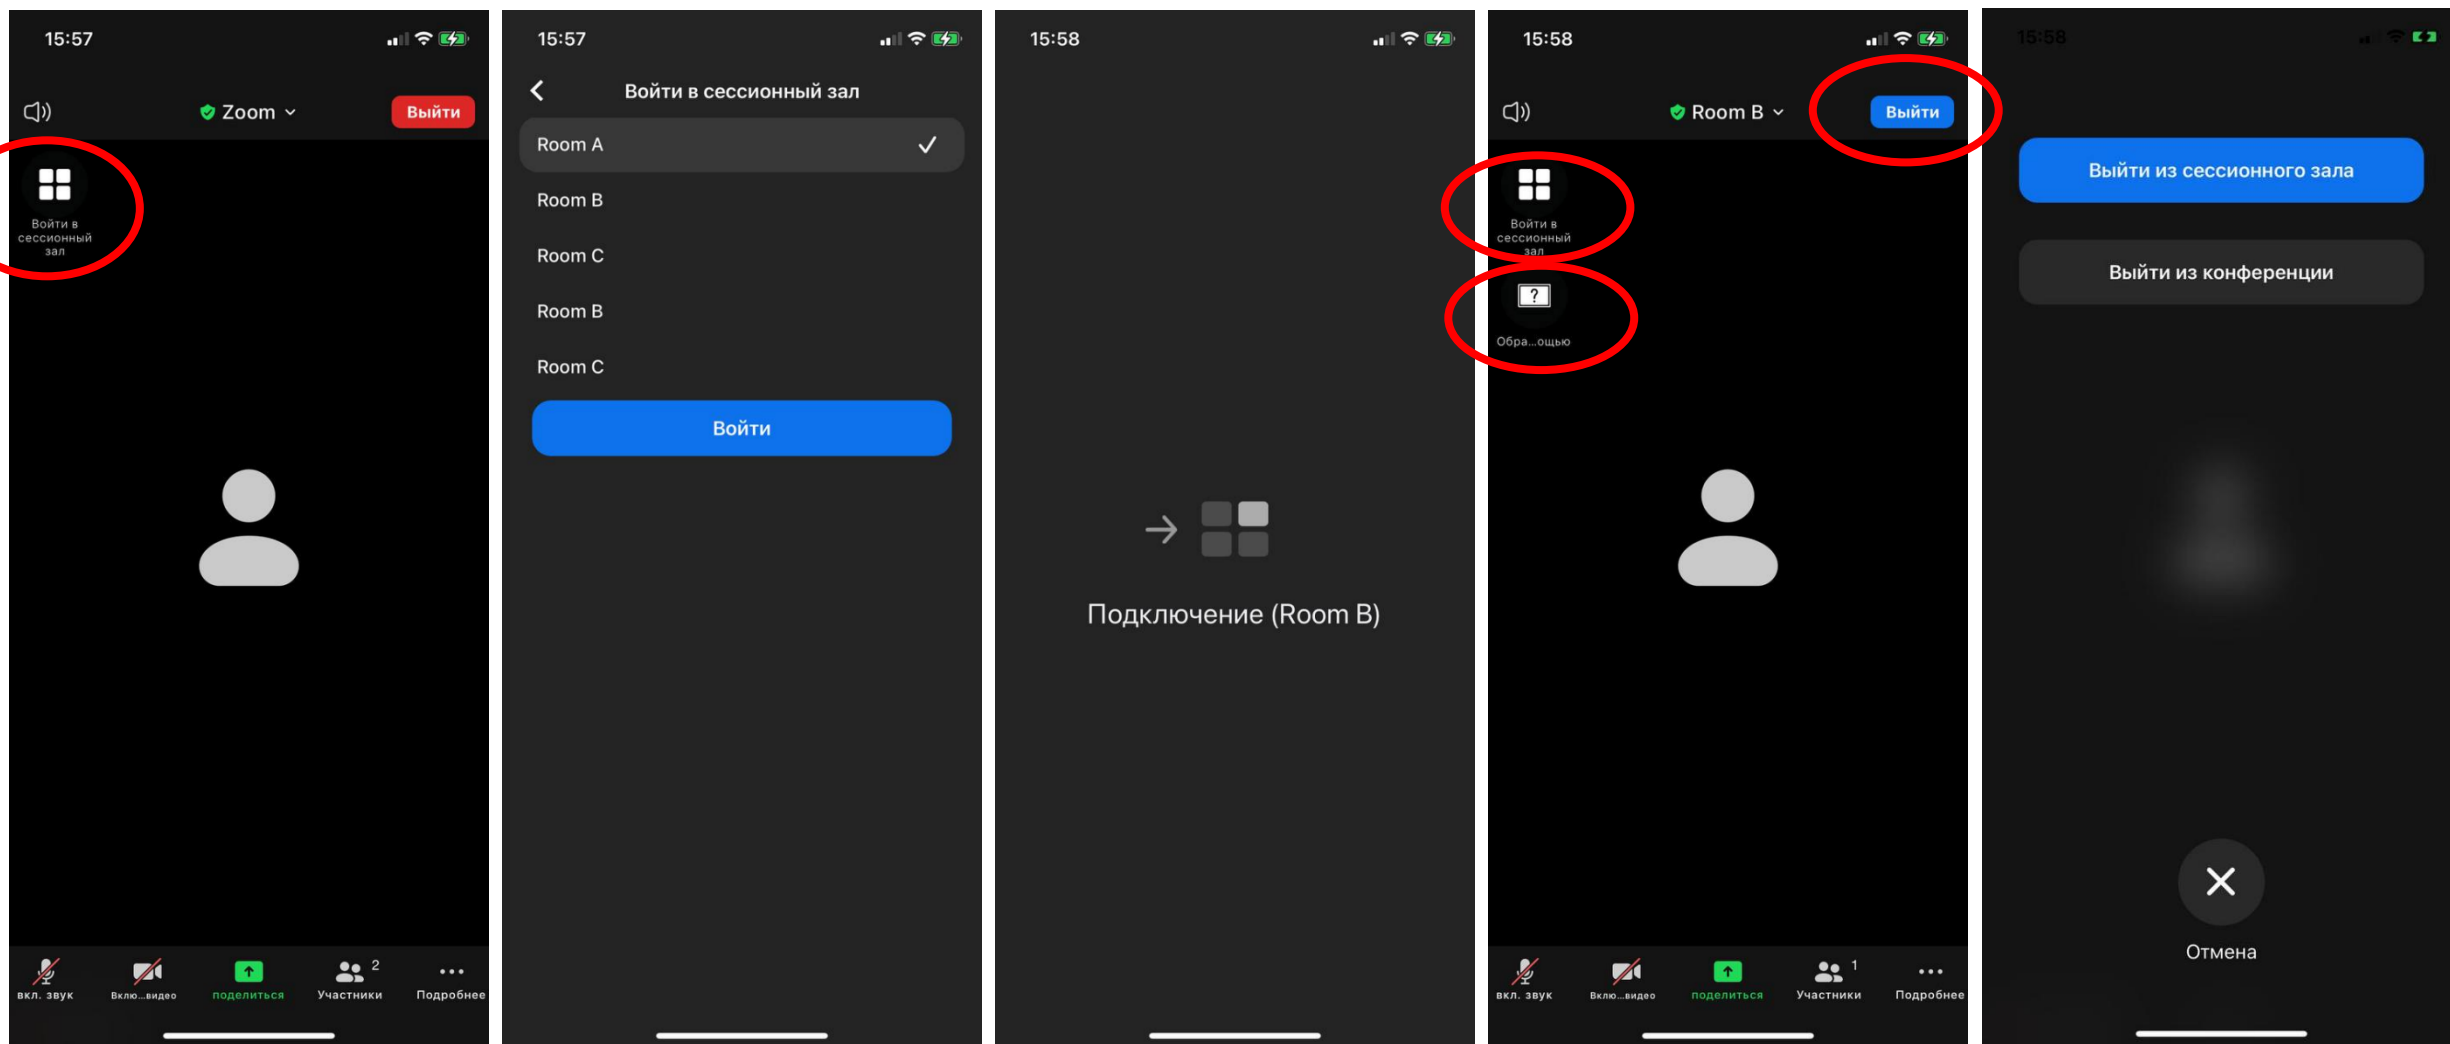 15:57
Zoom
Выйти
Войти в
сессионный
зал
вкл. звук
Вклю...видео
поделиться
2
Участники
Подробнее
15:57
Войти в сессионный зал
Room A
Room B
Room C
Room B
Room C
Войти
15:58
Подключение (Room B)
15:58
Room B
Выйти
Войти в
сессионный
зал
?
Обра...ощью
вкл. звук
Вклю...видео
поделиться
1
Участники
Подробнее
15:58
Выйти из сессионного зала
Выйти из конференции
Отмена